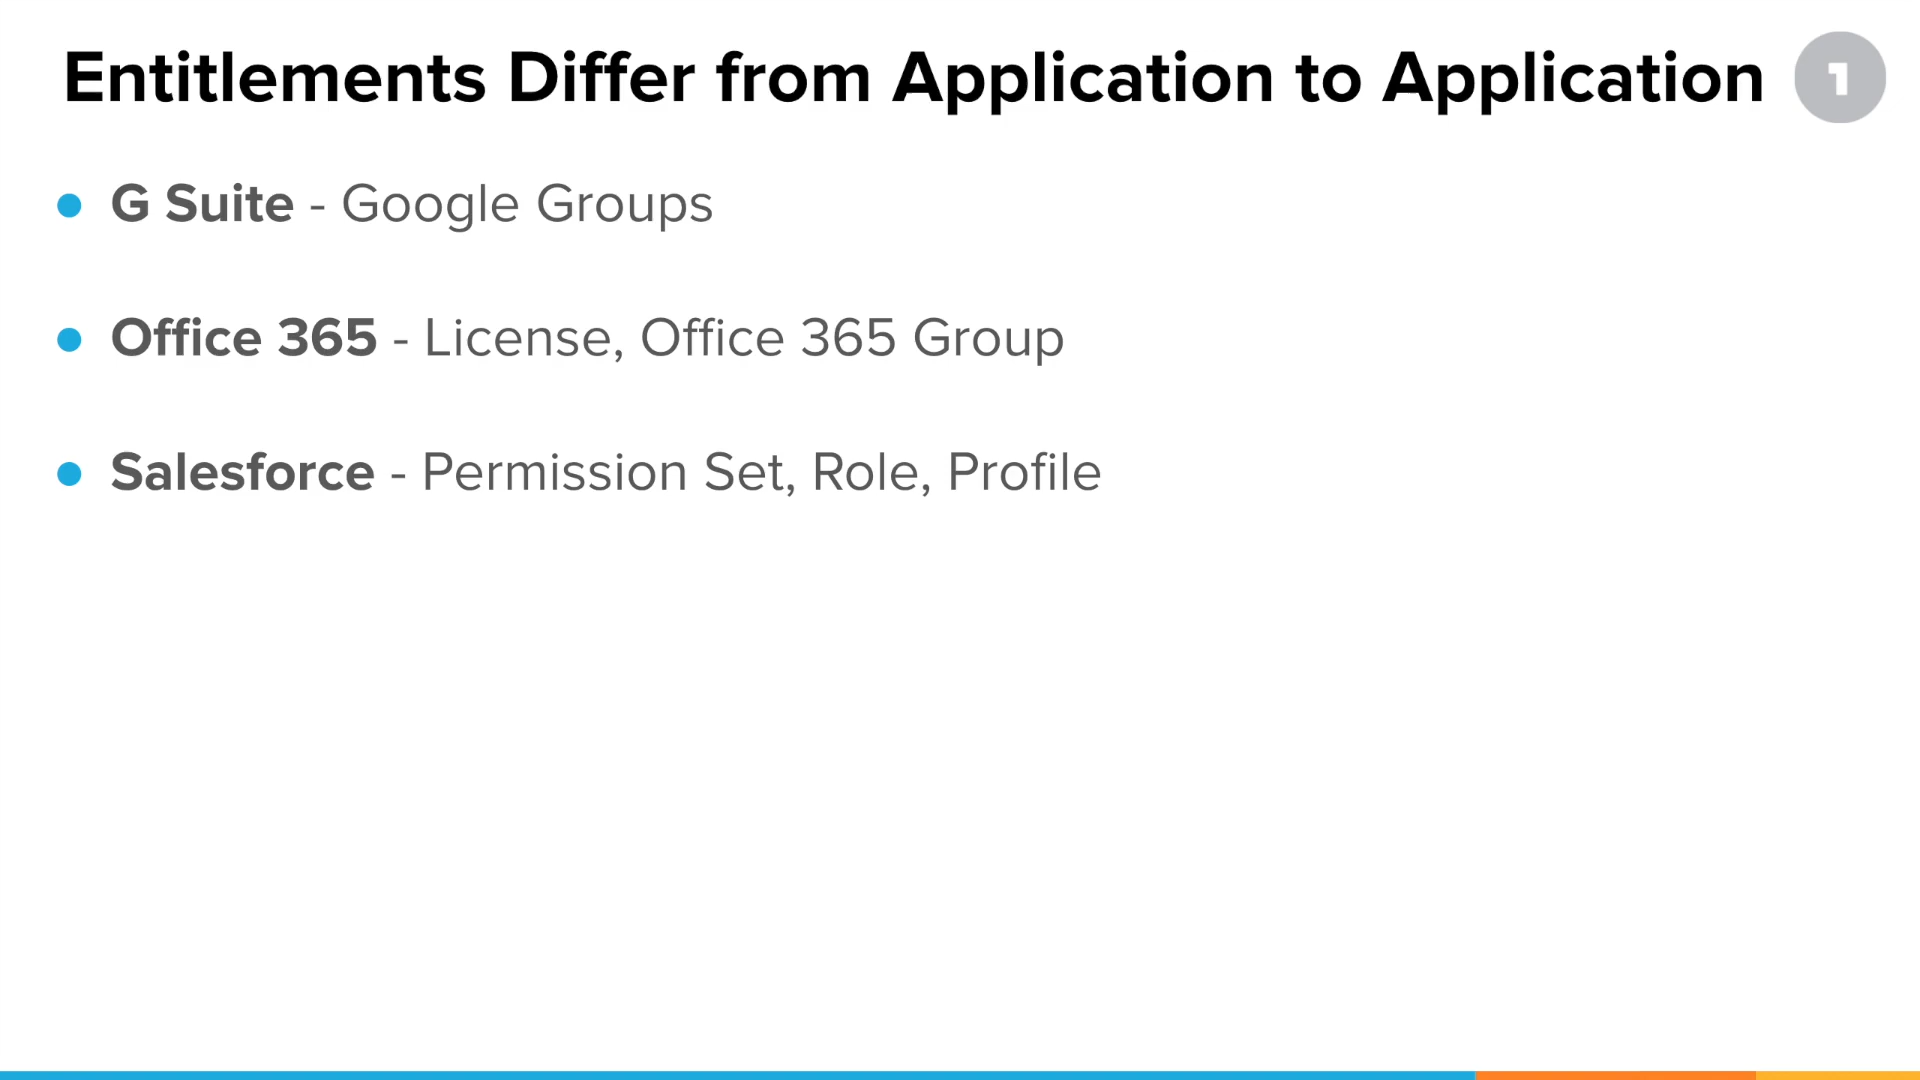 Entitlements Differ from Application to Application 1
● G Suite - Google Groups
● Office 365 - License, Office 365 Group
● Salesforce - Permission Set, Role, Profile